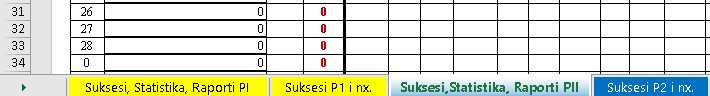 31 26 0 0
32 27 0 0
33 28 0 0
34 0 0 0
Suksesi, Statistika, Raporti PI Suksesi P1 i nx. Suksesi,Statistika, Raporti PII Suksesi P2 i nx.